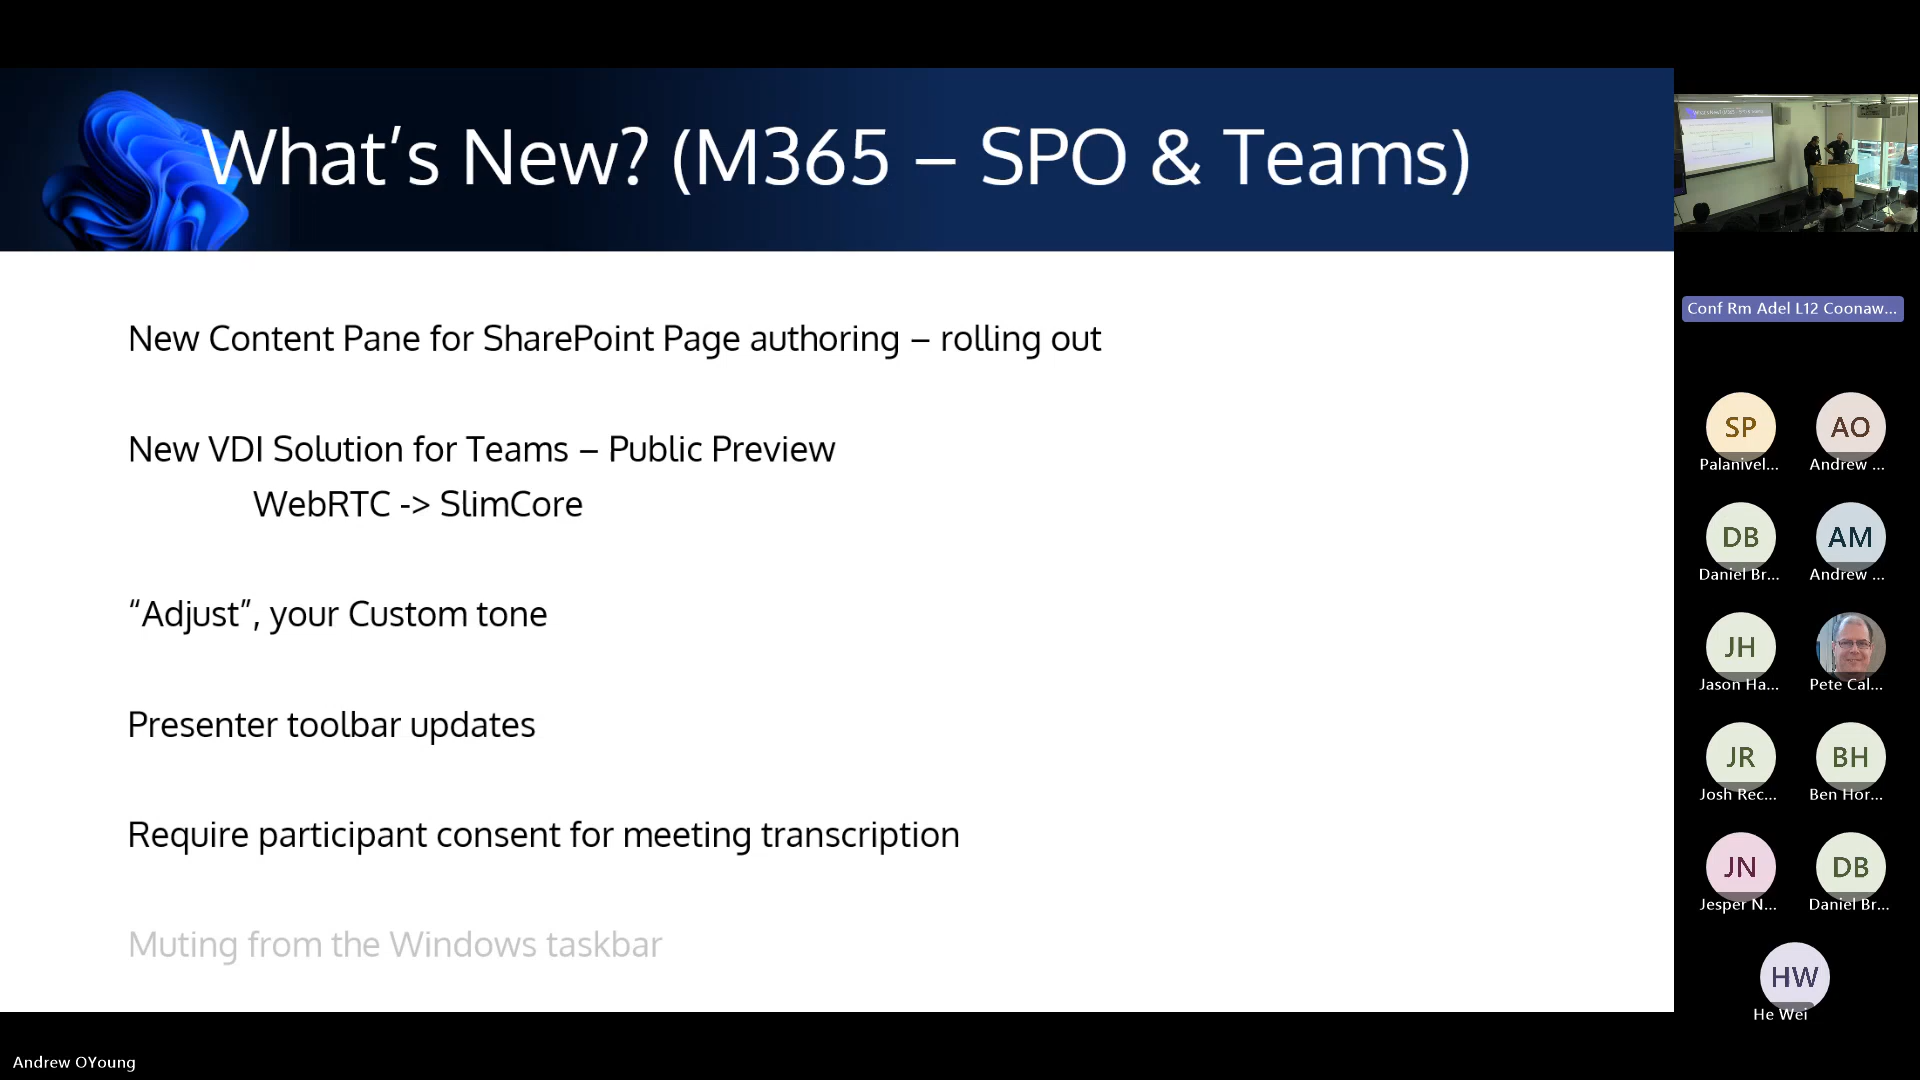 What's New? (M365 – SPO & Teams)
New Content Pane for SharePoint Page authoring – rolling out
New VDI Solution for Teams – Public Preview
WebRTC -> SlimCore
“Adjust”, your Custom tone
Presenter toolbar updates
Require participant consent for meeting transcription
Muting from the Windows taskbar
Conf Rm Adel L12 Coonaw...
SP
AO
Palanivel...
Andrew ...
DB
AM
Daniel Br...
Andrew ...
JH
Jason Ha...
Pete Cal...
JR
BH
Josh Rec...
Ben Hor...
JN
DB
Jesper N...
Daniel Br...
HW
He Wei
Andrew OYoung